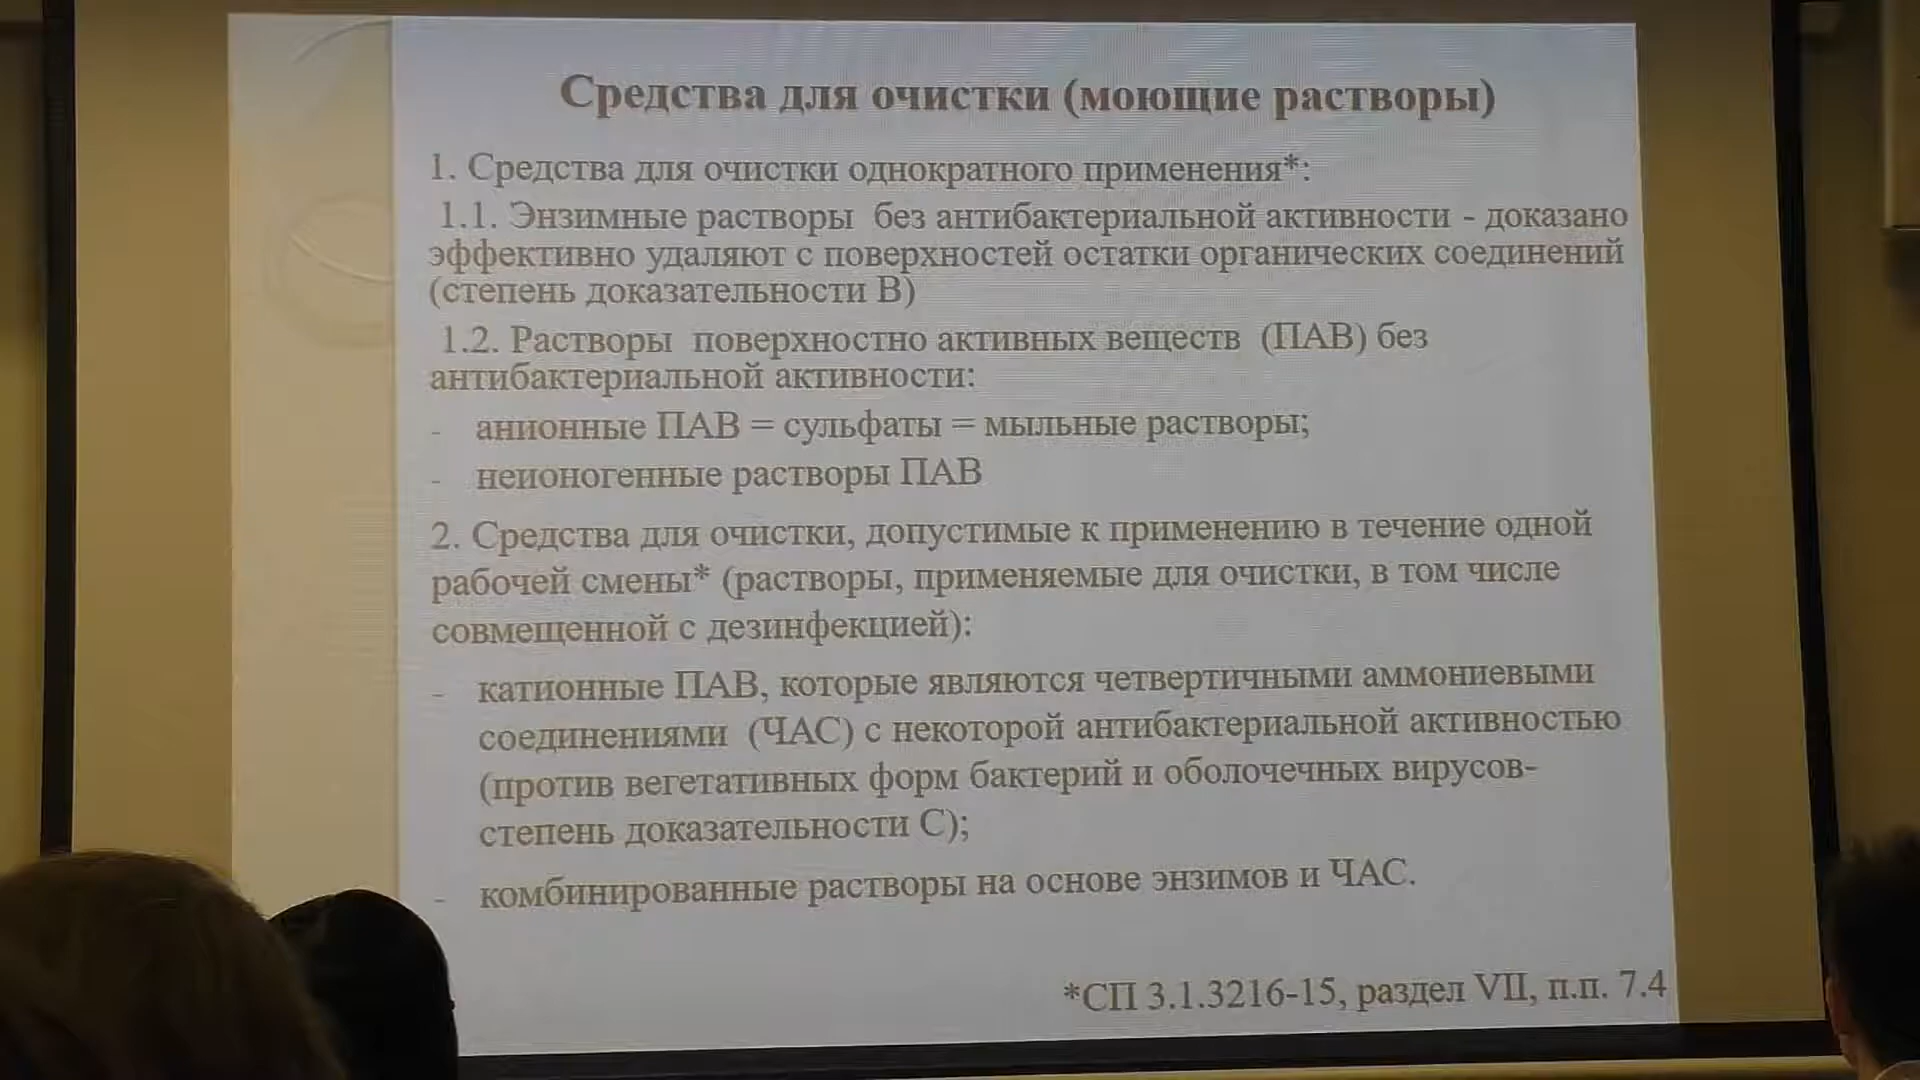 Средства для очистки (моющие растворы)
1. Средства для очистки однократного применения*:
1.1. Энзимные растворы без антибактериальной активности - доказано
эффективно удаляют с поверхностей остатки органических соединений
(степень доказательности В)
1.2. Растворы поверхностно активных веществ (ПАВ) без
антибактериальной активности:
- анионные ПАВ = сульфаты = мыльные растворы;
- неионогенные растворы ПАВ
2. Средства для очистки, допустимые к применению в течение одной
рабочей смены* (растворы, применяемые для очистки, в том числе
совмещенной с дезинфекцией):
- катионные ПАВ, которые являются четвертичными аммониевыми
соединениями (ЧАС) с некоторой антибактериальной активностью
(против вегетативных форм бактерий и оболочечных вирусов-
степень доказательности С);
- комбинированные растворы на основе энзимов и ЧАС.
*СП 3.1.3216-15, раздел VII, п.п. 7.4